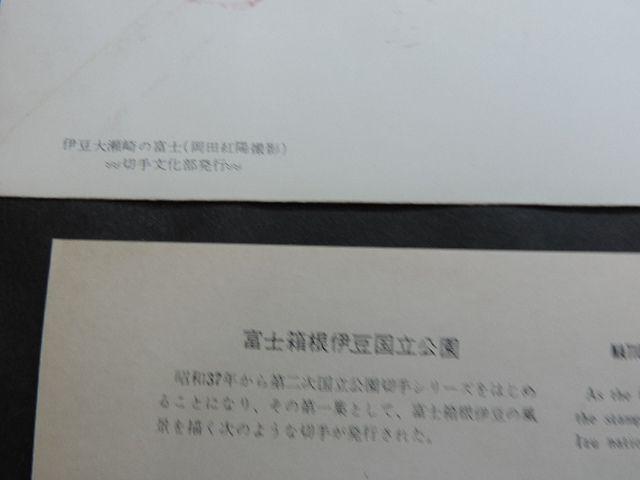 伊豆大瀬崎の富士(岡田紅陽撮影)
切手文化部発行
富士箱根伊豆国立公園
昭和37年から第二次国立公園切手シリーズをはじめ
ることになり、その第一集として、富士箱根伊豆の風
景を描く次のような切手が発行された。
NATIO
As the
the stamp
Izu natio